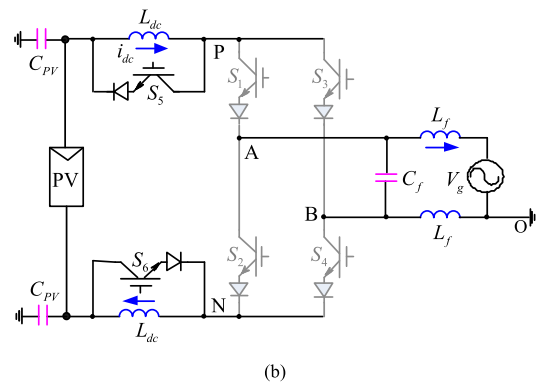 L_dc
P
i_dc
C_PV
S_5
S_1
S_3
L_f
A
PV
C_f
V_g
B
O
L_f
S_6
S_2
S_4
C_PV
N
L_dc
(b)